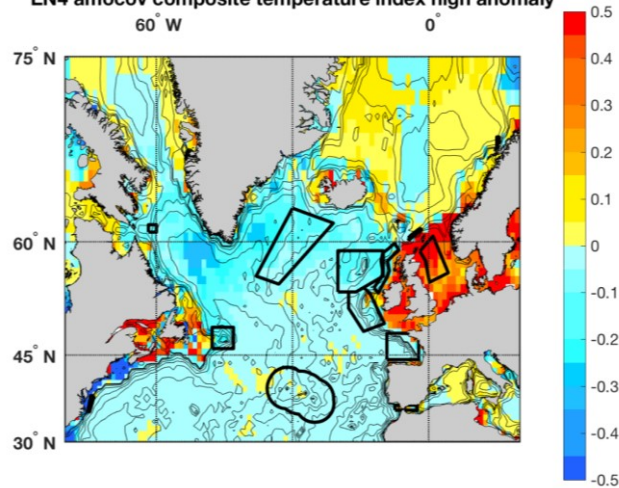 EN4 amocov composite temperature index high anomaly
60° W 0°
75° N
60° N
45° N
30° N
0.5
0.4
0.3
0.2
0.1
0
-0.1
-0.2
-0.3
-0.4
-0.5